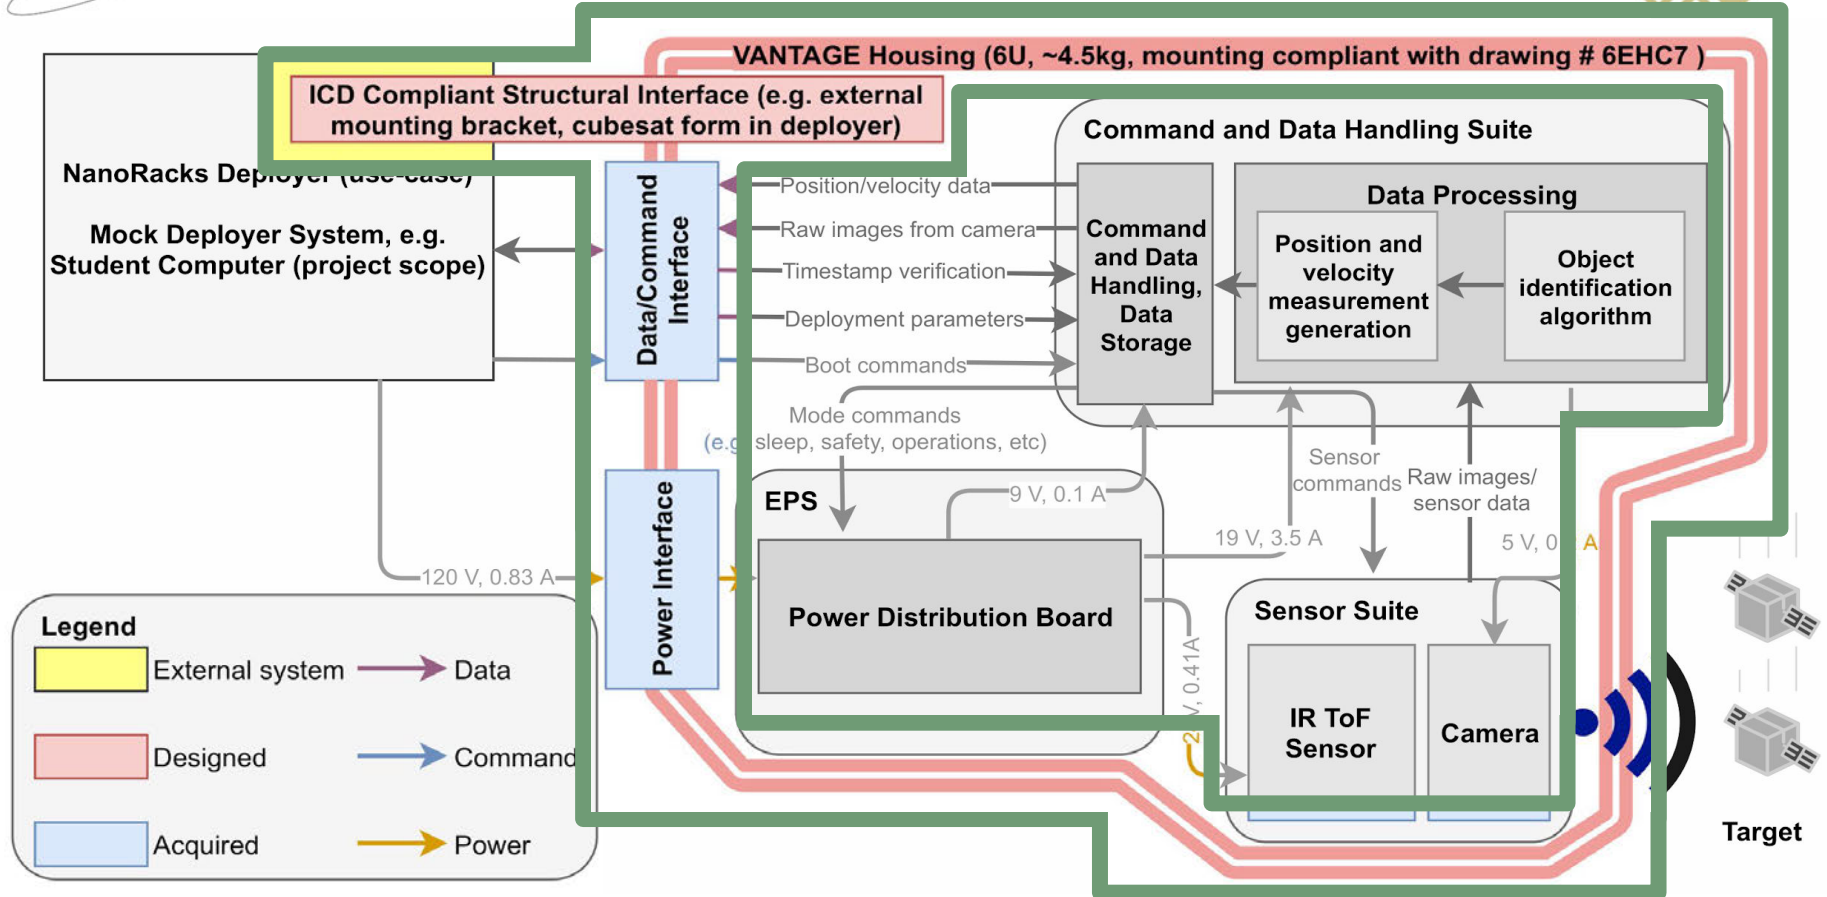 VANTAGE Housing (6U, ~4.5kg, mounting compliant with drawing # 6EHC7 )
ICD Compliant Structural Interface (e.g. external
mounting bracket, cubesat form in deployer)
NanoRacks Deployer (use-case)
Mock Deployer System, e.g.
Student Computer (project scope)
Data/Command
Interface
Position/velocity data
Raw images from camera
Timestamp verification
Deployment parameters
Boot commands
Mode commands
(e.g. sleep, safety, operations, etc)
Command and Data Handling Suite
Command
and Data
Handling,
Data
Storage
Data Processing
Position and
velocity
measurement
generation
Object
identification
algorithm
Sensor
commands
Raw images/
sensor data
EPS
9 V, 0.1 A
19 V, 3.5 A
5 V, A
120 V, 0.83 A
Power Interface
Power Distribution Board
V, 0.41A
Sensor Suite
IR ToF
Sensor
Camera
Target
Legend
External system
Data
Designed
Command
Acquired
Power